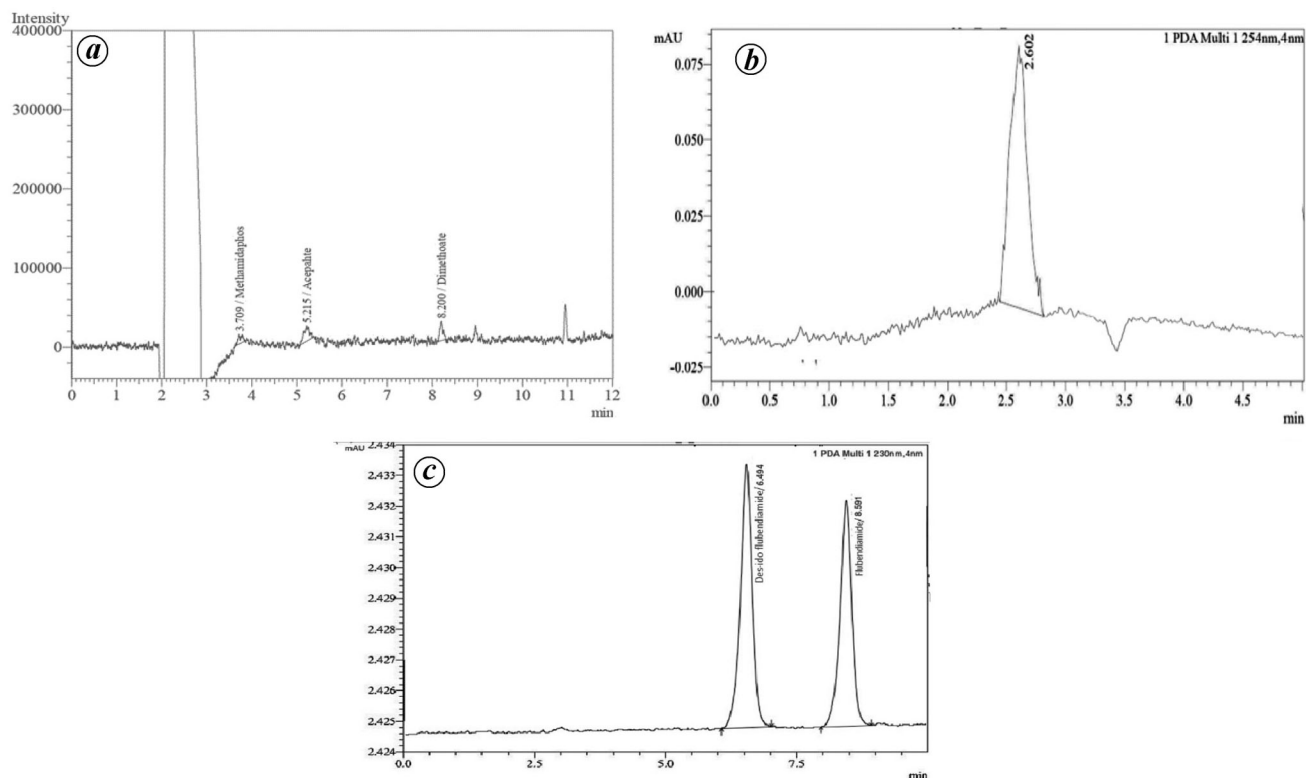 Intensity
a
400000
300000
200000
100000
0
3.709 / Methamidaphos
5.215 / Acepahte
8.200 / Dimethoate
0 1 2 3 4 5 6 7 8 9 10 11 12
min
mAU
b
1 PDA Multi 1 254nm,4nm
2.602
0.075
0.050
0.025
0.000
-0.025
0.0 0.5 1.0 1.5 2.0 2.5 3.0 3.5 4.0 4.5
min
mAU
c
1 PDA Multi 1 230nm,4nm
2.434
2.433
2.432
2.431
2.430
2.429
2.428
2.427
2.426
2.425
2.424
Des-ido flubendiamide/ 6.494
Flubendiamide/ 8.591
0.0 2.5 5.0 7.5
min